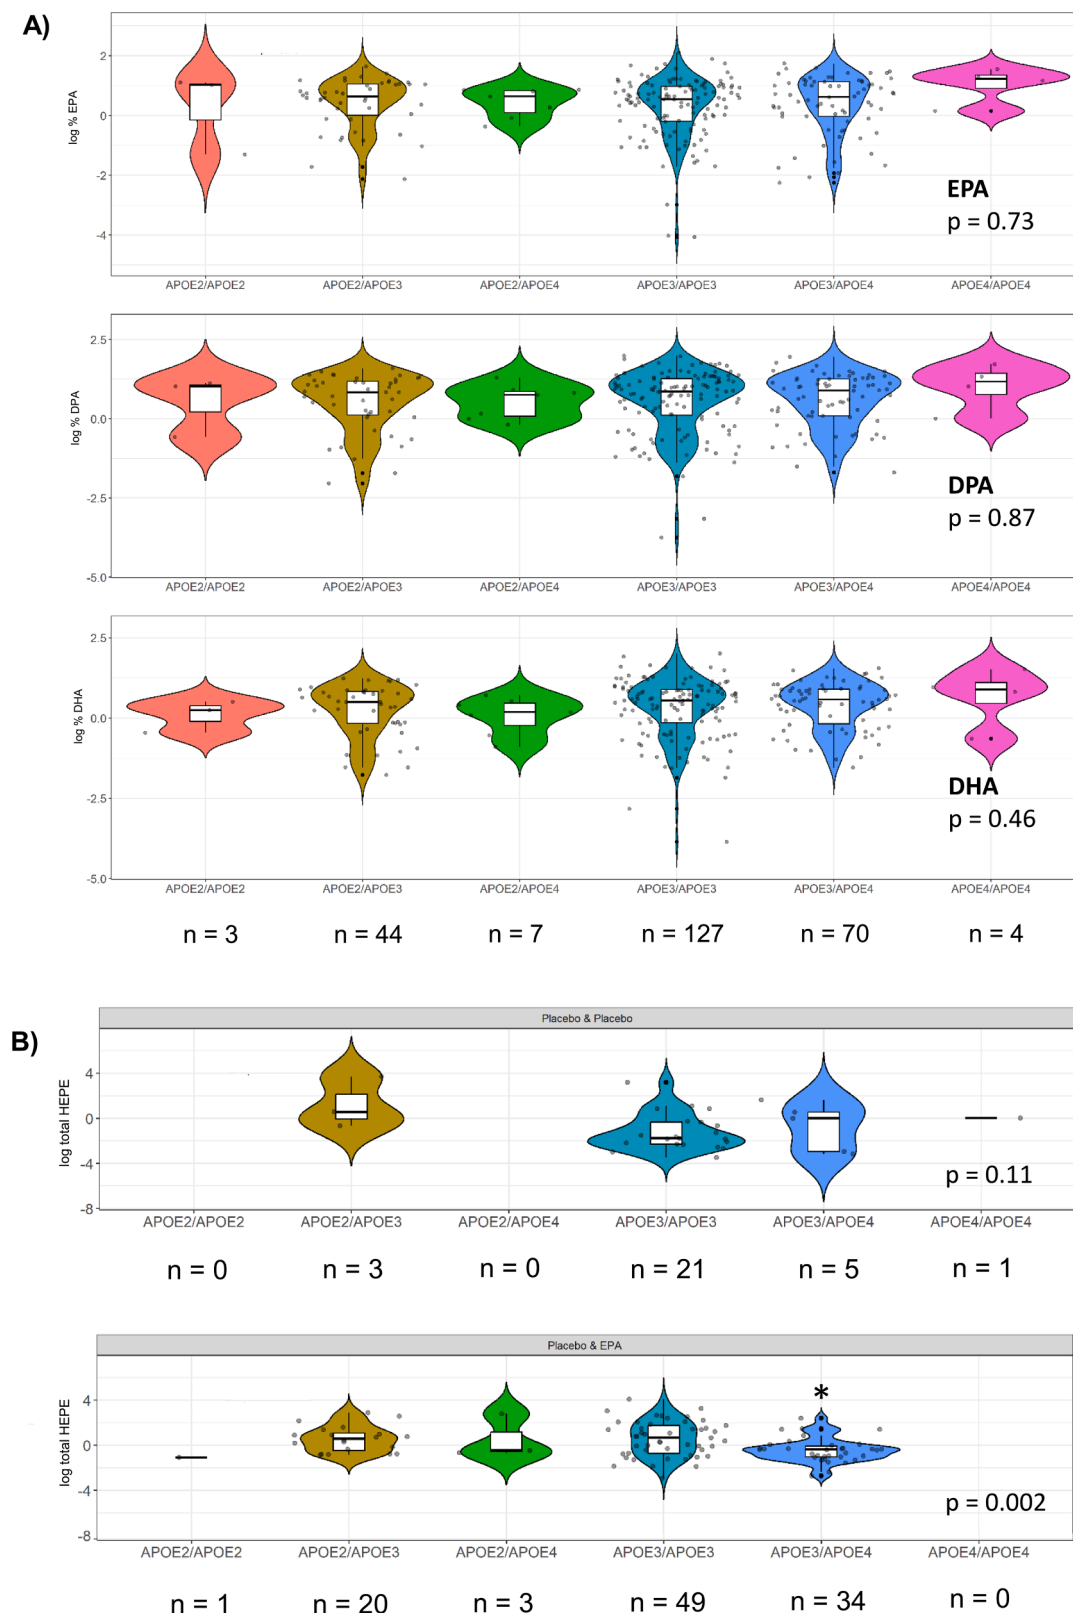 A)
log % EPA
2
0
-2
-4
EPA
p = 0.73
APOE2/APOE2 APOE2/APOE3 APOE2/APOE4 APOE3/APOE3 APOE3/APOE4 APOE4/APOE4
log % DPA
2.5
0.0
-2.5
-5.0
DPA
p = 0.87
APOE2/APOE2 APOE2/APOE3 APOE2/APOE4 APOE3/APOE3 APOE3/APOE4 APOE4/APOE4
log % DHA
2.5
0.0
-2.5
-5.0
DHA
p = 0.46
APOE2/APOE2 APOE2/APOE3 APOE2/APOE4 APOE3/APOE3 APOE3/APOE4 APOE4/APOE4
n = 3 n = 44 n = 7 n = 127 n = 70 n = 4
B)
Placebo & Placebo
log total HEPE
4
0
-4
-8
p = 0.11
APOE2/APOE2 APOE2/APOE3 APOE2/APOE4 APOE3/APOE3 APOE3/APOE4 APOE4/APOE4
n = 0 n = 3 n = 0 n = 21 n = 5 n = 1
Placebo & EPA
log total HEPE
4
0
-4
-8
*
p = 0.002
APOE2/APOE2 APOE2/APOE3 APOE2/APOE4 APOE3/APOE3 APOE3/APOE4 APOE4/APOE4
n = 1 n = 20 n = 3 n = 49 n = 34 n = 0